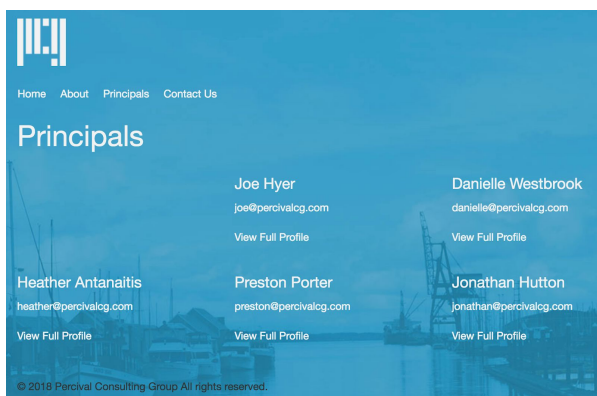 Home About Principals Contact Us
Principals
Joe Hyer
joe@percivalcg.com
View Full Profile
Danielle Westbrook
danielle@percivalcg.com
View Full Profile
Heather Antanaitis
heather@percivalcg.com
View Full Profile
Preston Porter
preston@percivalcg.com
View Full Profile
Jonathan Hutton
jonathan@percivalcg.com
View Full Profile
© 2018 Percival Consulting Group All rights reserved.